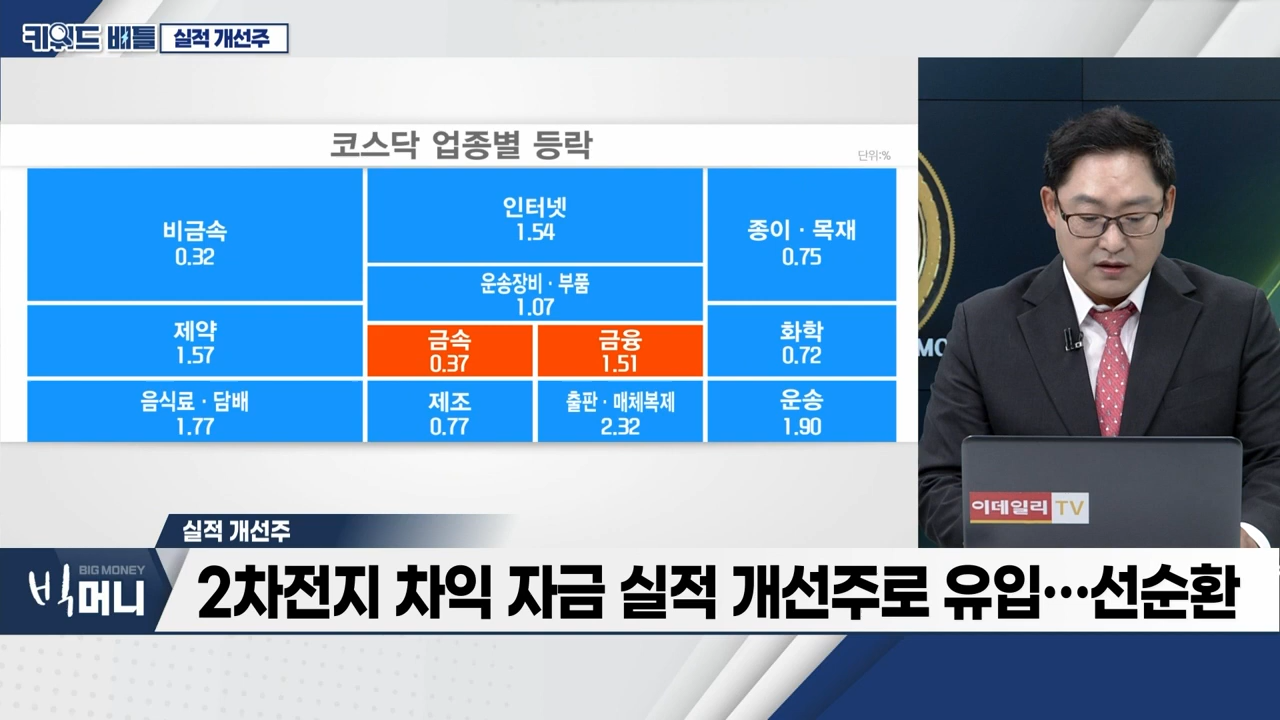 키워드 배틀
실적 개선주
코스닥 업종별 등락
단위:%
비금속
0.32
인터넷
1.54
종이·목재
0.75
운송장비·부품
1.07
제약
1.57
금속
0.37
금융
1.51
화학
0.72
음식료·담배
1.77
제조
0.77
출판·매체복제
2.32
운송
1.90
MO
이데일리 TV
실적 개선주
BIG MONEY
빅머니
2차전지 차익 자금 실적 개선주로 유입···선순환